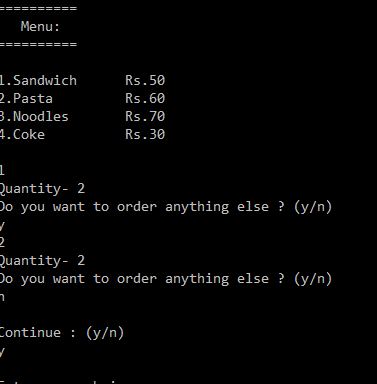 ==========
Menu:
==========
1.Sandwich Rs.50
2.Pasta Rs.60
3.Noodles Rs.70
4.Coke Rs.30
1
Quantity- 2
Do you want to order anything else ? (y/n)
y
2
Quantity- 2
Do you want to order anything else ? (y/n)
n
Continue : (y/n)
y